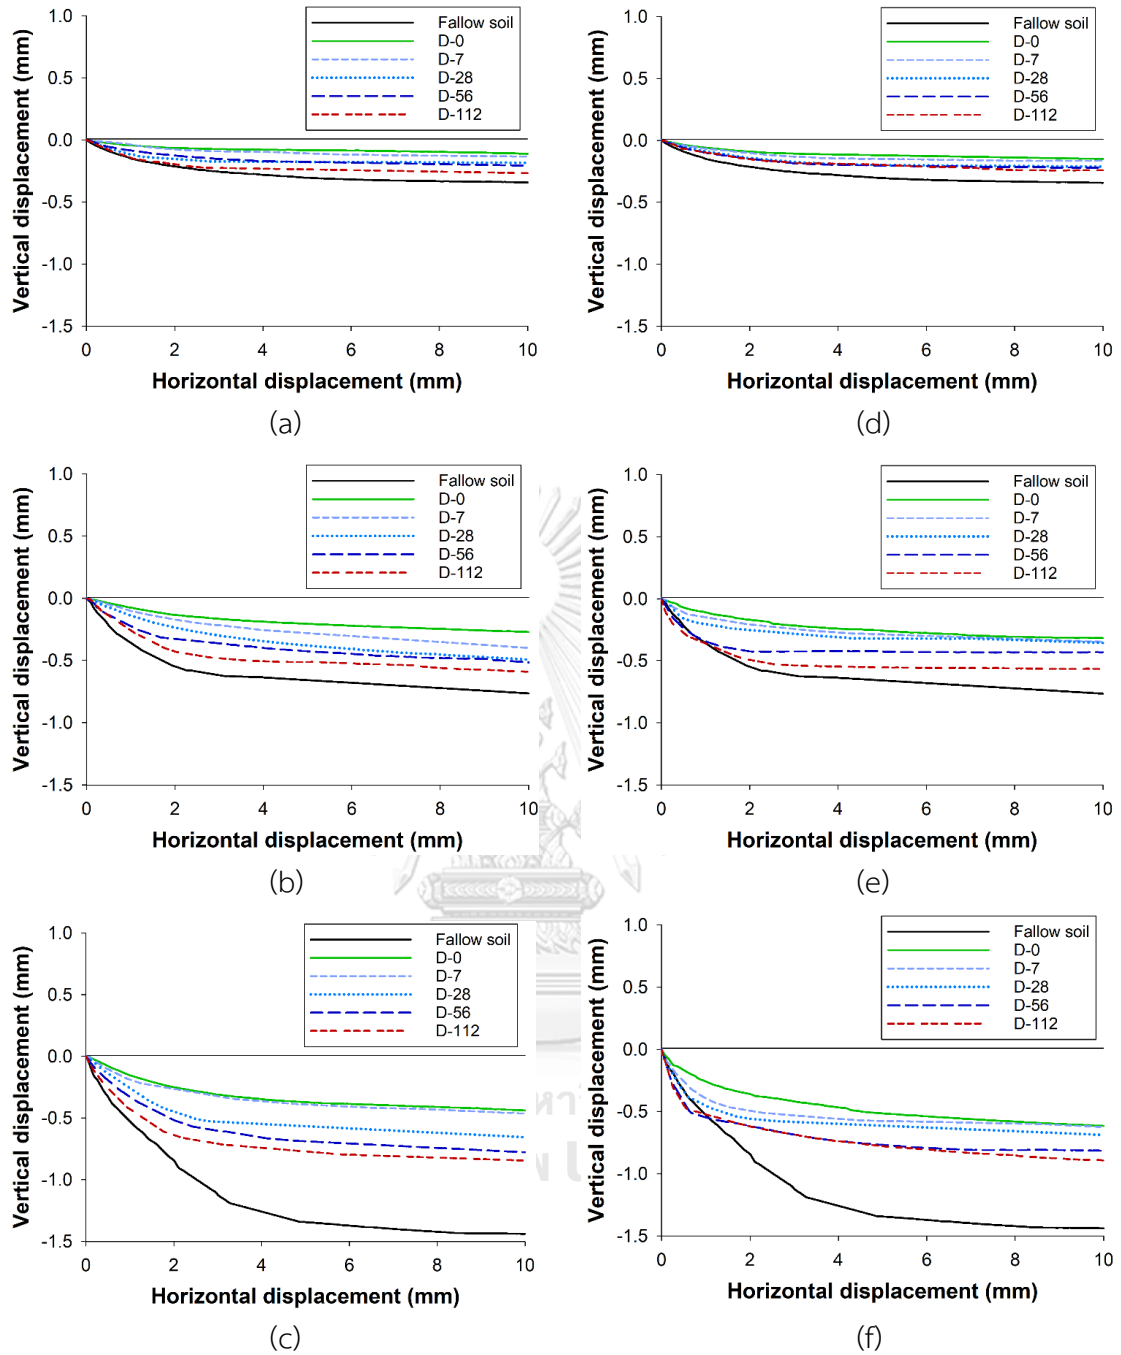 Fallow soil
D-0
D-7
D-28
D-56
D-112
1.0
0.5
0.0
-0.5
-1.0
-1.5
Vertical displacement (mm)
0 2 4 6 8 10
Horizontal displacement (mm)
(a)
Fallow soil
D-0
D-7
D-28
D-56
D-112
1.0
0.5
0.0
-0.5
-1.0
-1.5
Vertical displacement (mm)
0 2 4 6 8 10
Horizontal displacement (mm)
(d)
Fallow soil
D-0
D-7
D-28
D-56
D-112
1.0
0.5
0.0
-0.5
-1.0
-1.5
Vertical displacement (mm)
0 2 4 6 8 10
Horizontal displacement (mm)
(b)
Fallow soil
D-0
D-7
D-28
D-56
D-112
1.0
0.5
0.0
-0.5
-1.0
-1.5
Vertical displacement (mm)
0 2 4 6 8 10
Horizontal displacement (mm)
(e)
Fallow soil
D-0
D-7
D-28
D-56
D-112
1.0
0.5
0.0
-0.5
-1.0
-1.5
Vertical displacement (mm)
0 2 4 6 8 10
Horizontal displacement (mm)
(c)
Fallow soil
D-0
D-7
D-28
D-56
D-112
1.0
0.5
0.0
-0.5
-1.0
-1.5
Vertical displacement (mm)
0 2 4 6 8 10
Horizontal displacement (mm)
(f)